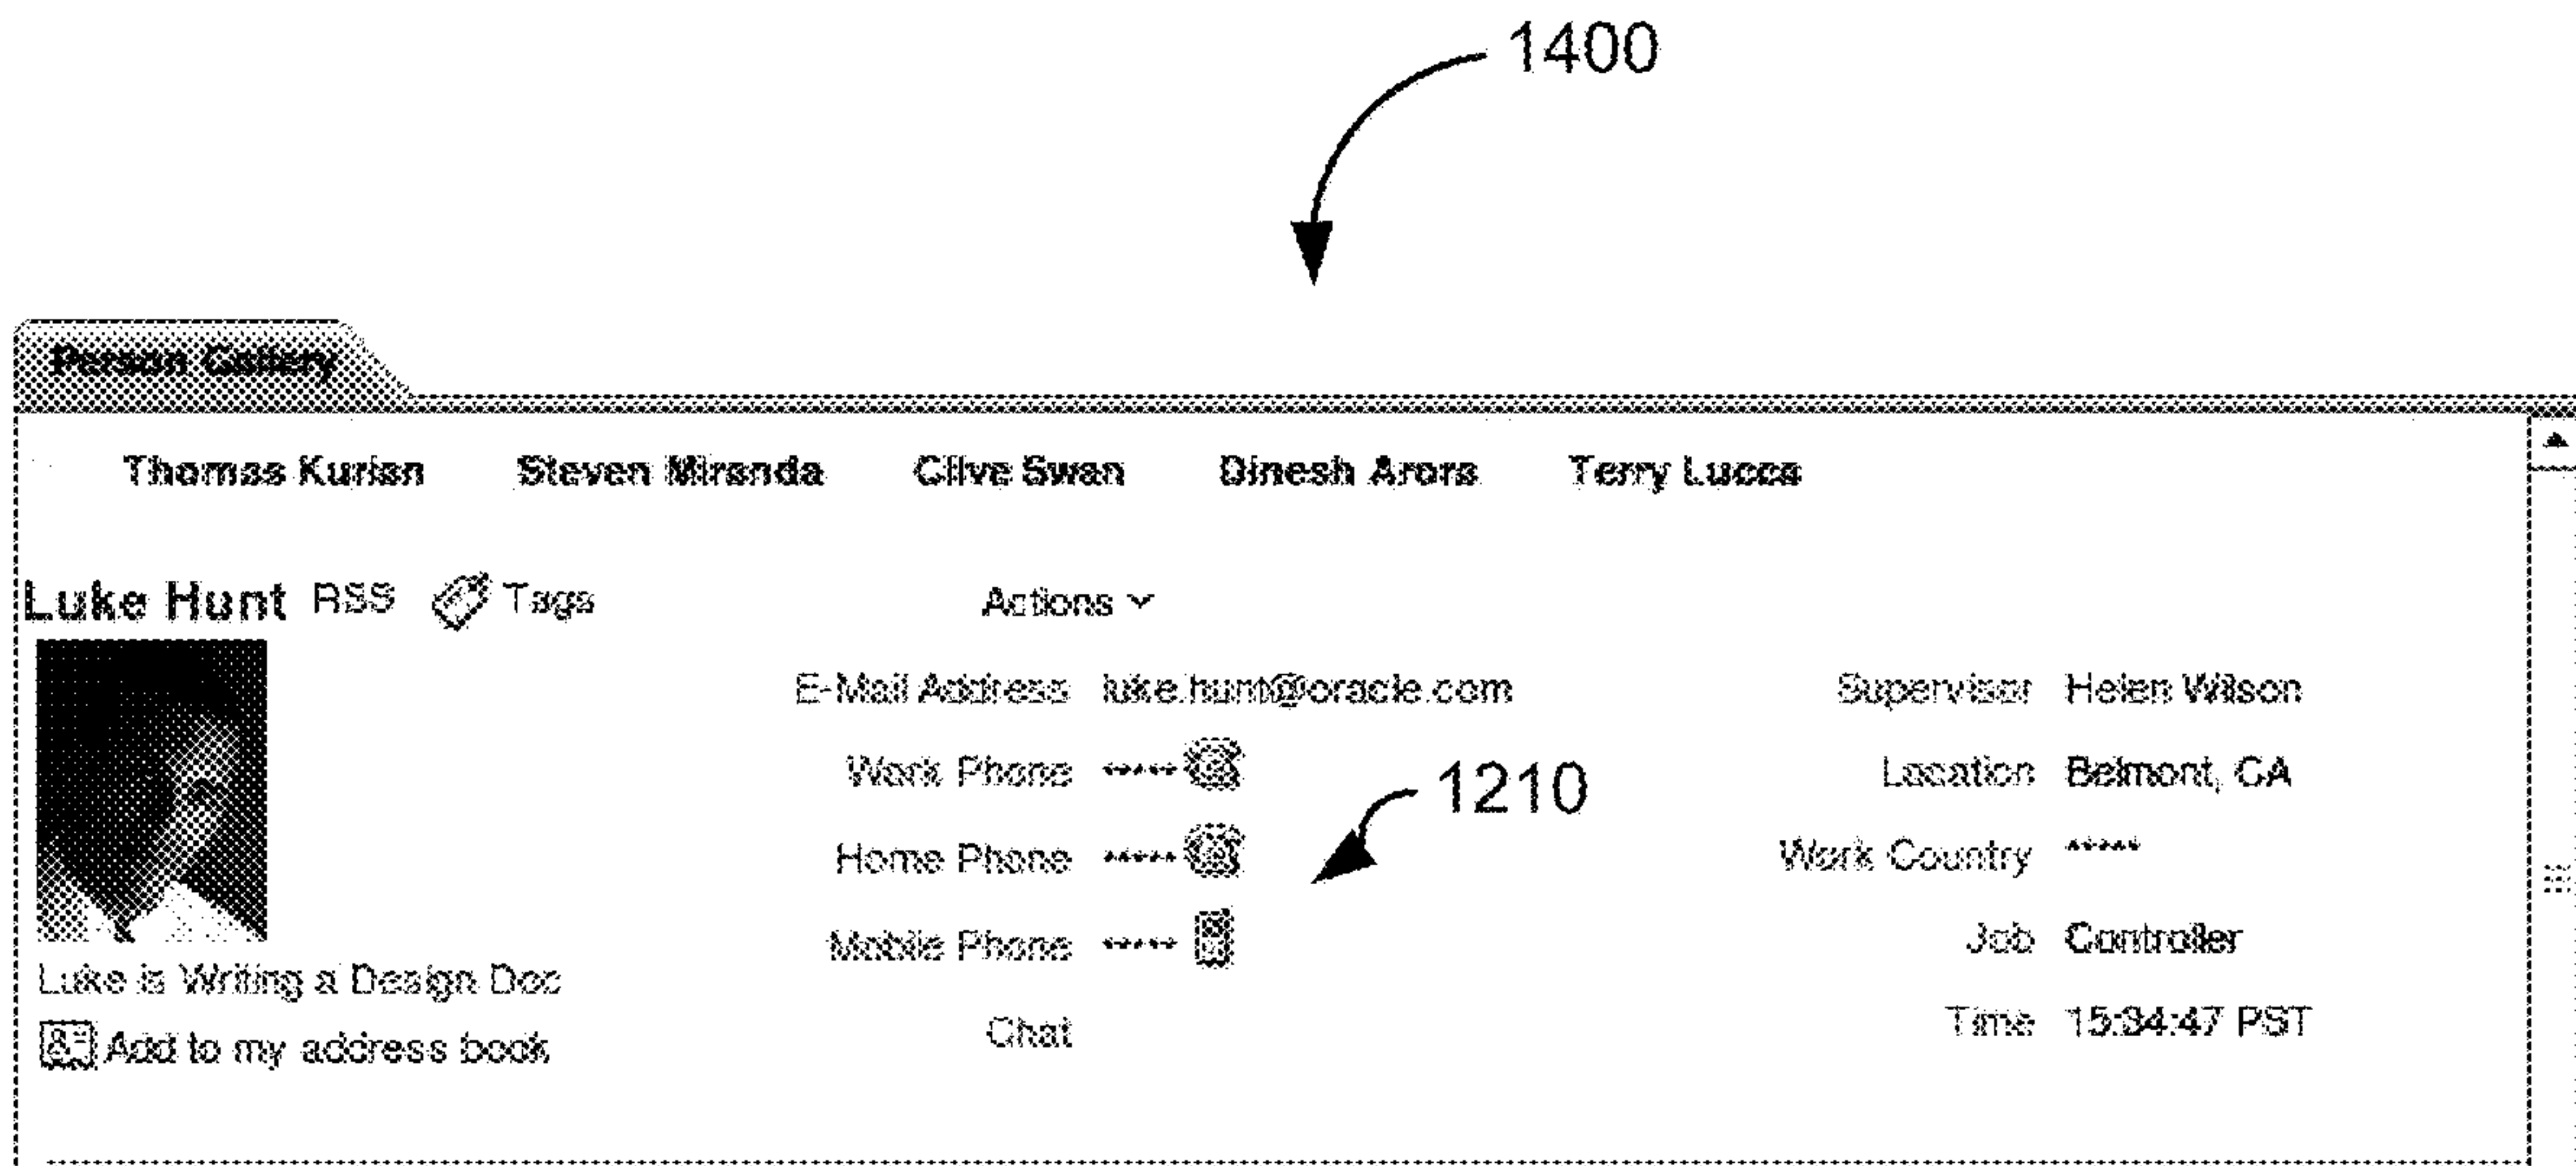 1400
Person Gallery
Thomas Kurian Steven Miranda Clive Swan Dinesh Arora Terry Lucca
Luke Hunt RSS Tags Actions
E-Mail Address luke.hunt@oracle.com Supervisor Helen Wilson
Work Phone ***** 1210 Location Belmont, CA
Home Phone ***** Work Country *****
Mobile Phone ***** Job Controller
Luke is Writing a Design Doc
Chat Time 15:34:47 PST
Add to my address book